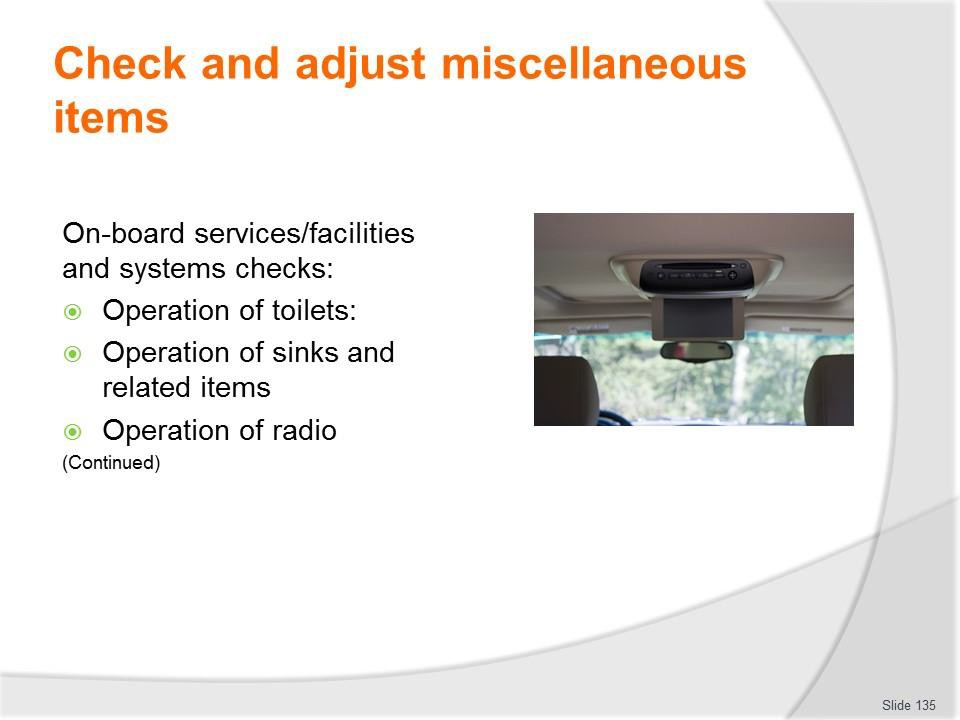 Check and adjust miscellaneous
items
On-board services/facilities
and systems checks:
Operation of toilets:
Operation of sinks and
related items
Operation of radio
(Continued)
Slide 135